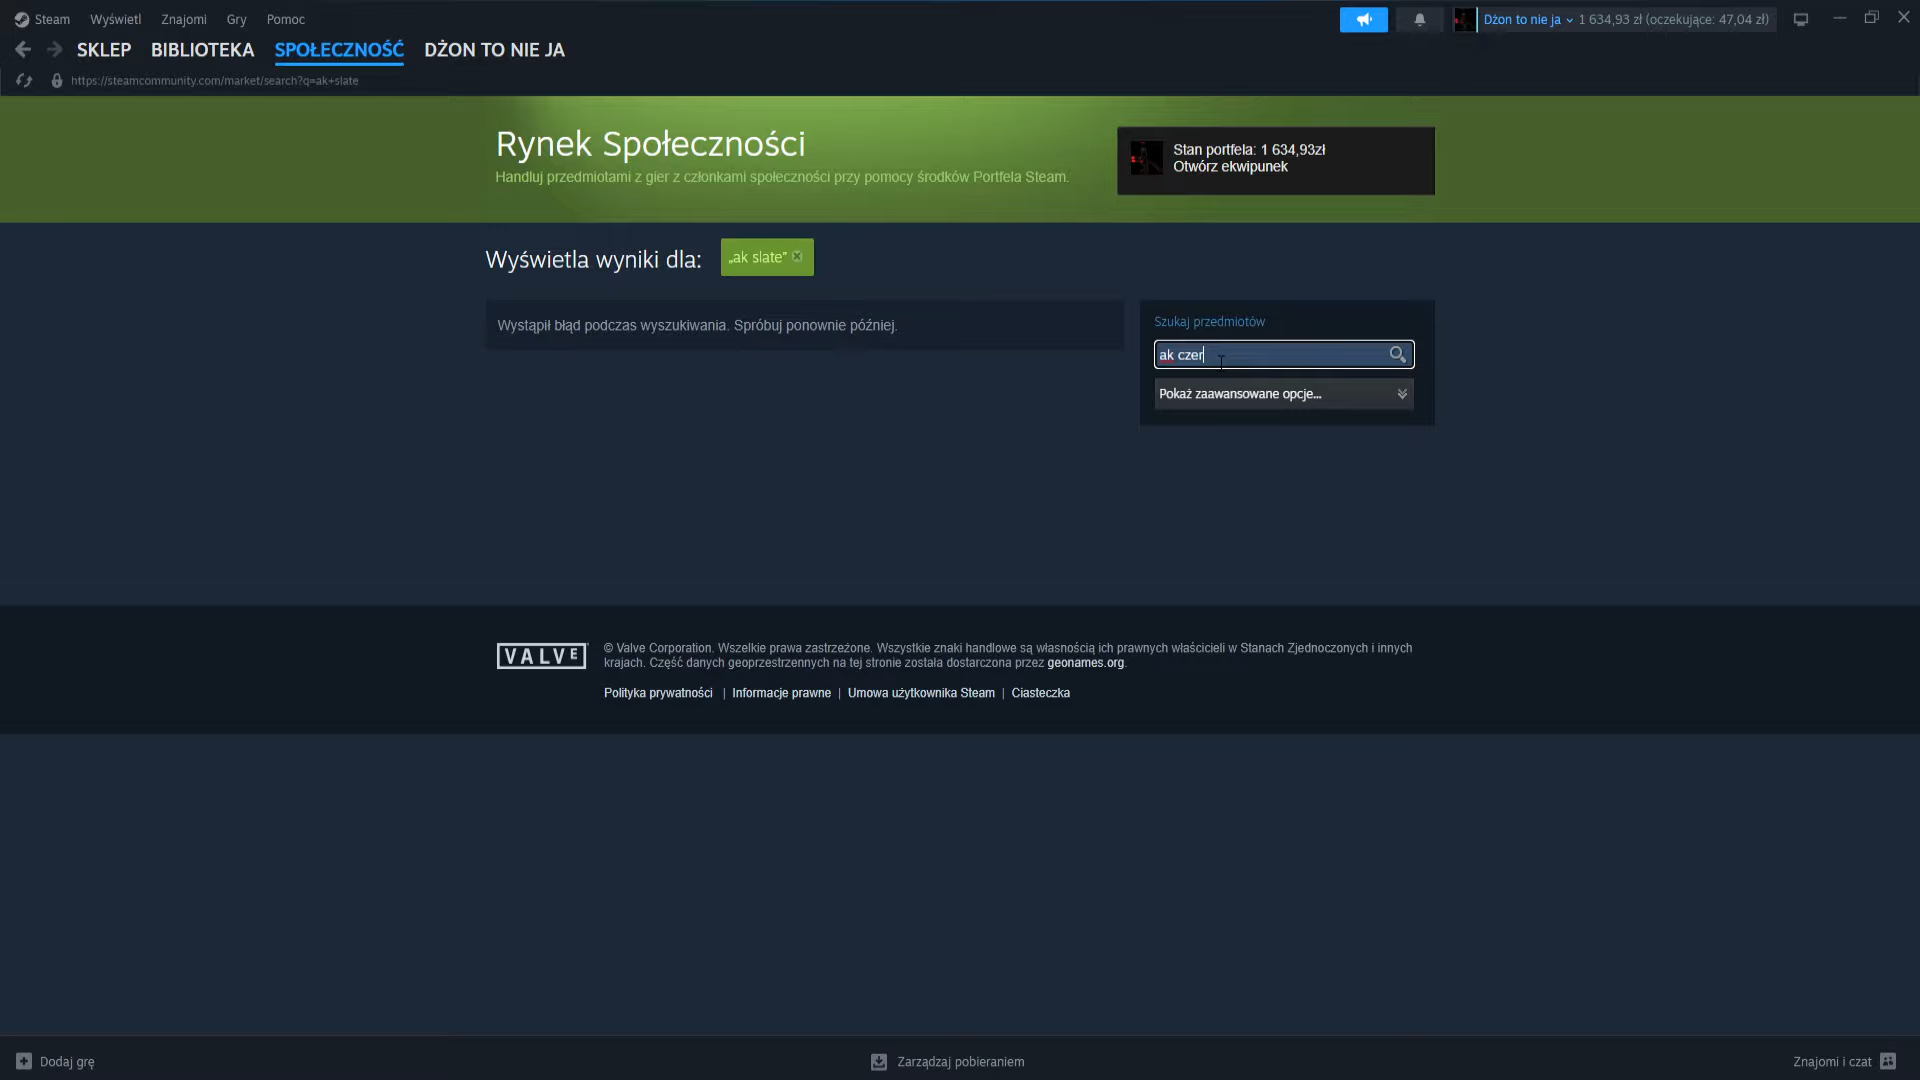 Steam Wyświetl Znajomi Gry Pomoc
Dżon to nie ja 1 634,93 zł (oczekujące: 47,04 zł)
SKLEP BIBLIOTEKA SPOŁECZNOŚĆ DŻON TO NIE JA
https://steamcommunity.com/market/search?q=ak+slate
Rynek Społeczności
Handluj przedmiotami z gier z członkami społeczności przy pomocy środków Portfela Steam.
Stan portfela: 1 634,93zł
Otwórz ekwipunek
Wyświetla wyniki dla: „ak slate”
Wystąpił błąd podczas wyszukiwania. Spróbuj ponownie później.
Szukaj przedmiotów
ak czer
Pokaż zaawansowane opcje...
VALVE
© Valve Corporation. Wszelkie prawa zastrzeżone. Wszystkie znaki handlowe są własnością ich prawnych właścicieli w Stanach Zjednoczonych i innych
krajach. Część danych geoprzestrzennych na tej stronie została dostarczona przez geonames.org.
Polityka prywatności | Informacje prawne | Umowa użytkownika Steam | Ciasteczka
Dodaj grę
Zarządzaj pobieraniem
Znajomi i czat